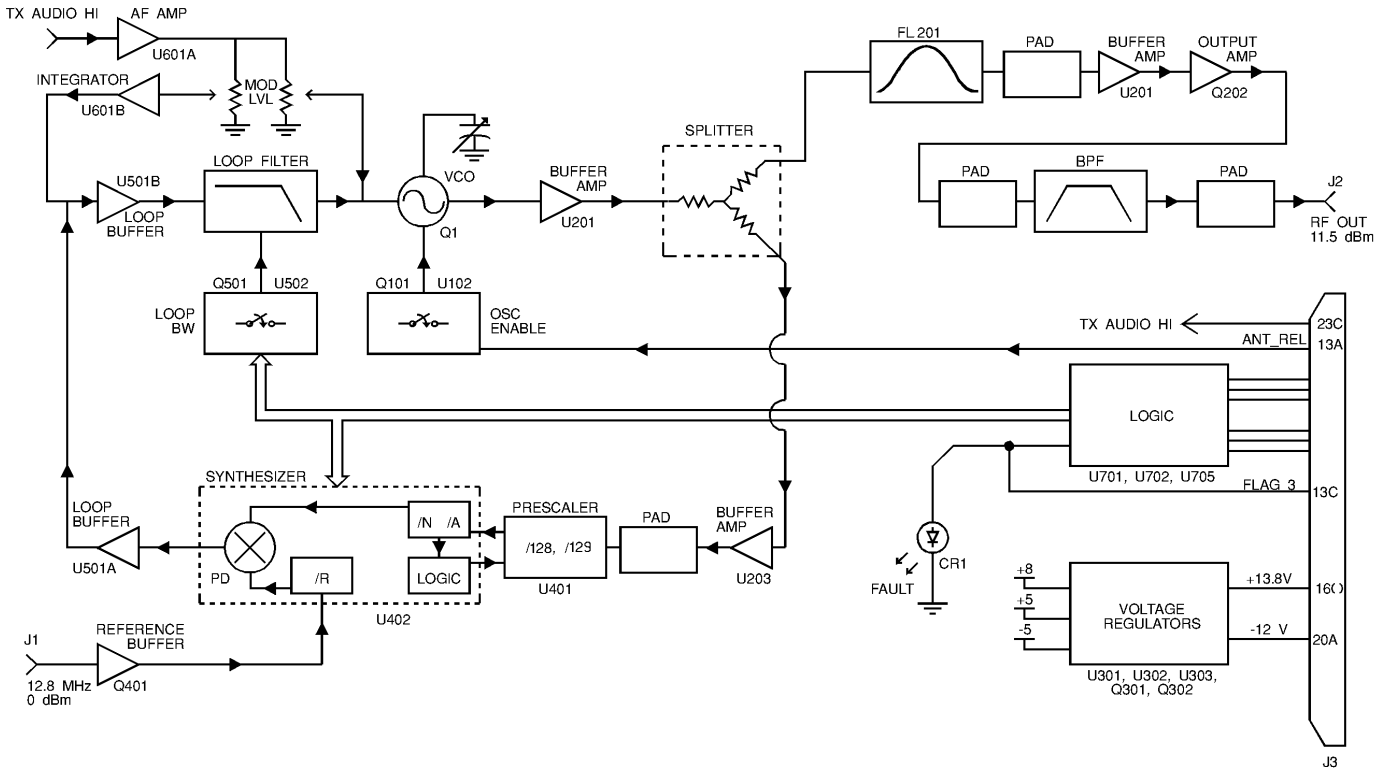 TX AUDIO HI
AF AMP
U601A
INTEGRATOR
U601B
MOD
LVL
U501B
LOOP
BUFFER
LOOP FILTER
VCO
Q1
BUFFER
AMP
U201
SPLITTER
FL201
PAD
BUFFER
AMP
U201
OUTPUT
AMP
Q202
PAD
BPF
PAD
J2
RF OUT
11.5 dBm
Q501 U502
LOOP
BW
Q101 U102
OSC
ENABLE
TX AUDIO HI
23C
ANT_REL
13A
LOGIC
U701, U702, U705
FLAG 3
13C
SYNTHESIZER
LOOP
BUFFER
U501A
PD
/N /A
LOGIC
/R
U402
PRESCALER
/128, /129
U401
PAD
BUFFER
AMP
U203
CR1
FAULT
+8
+5
-5
VOLTAGE
REGULATORS
U301, U302, U303,
Q301, Q302
+13.8V
-12 V
20A
J1
REFERENCE
BUFFER
12.8 MHz
0 dBm
Q401
J3